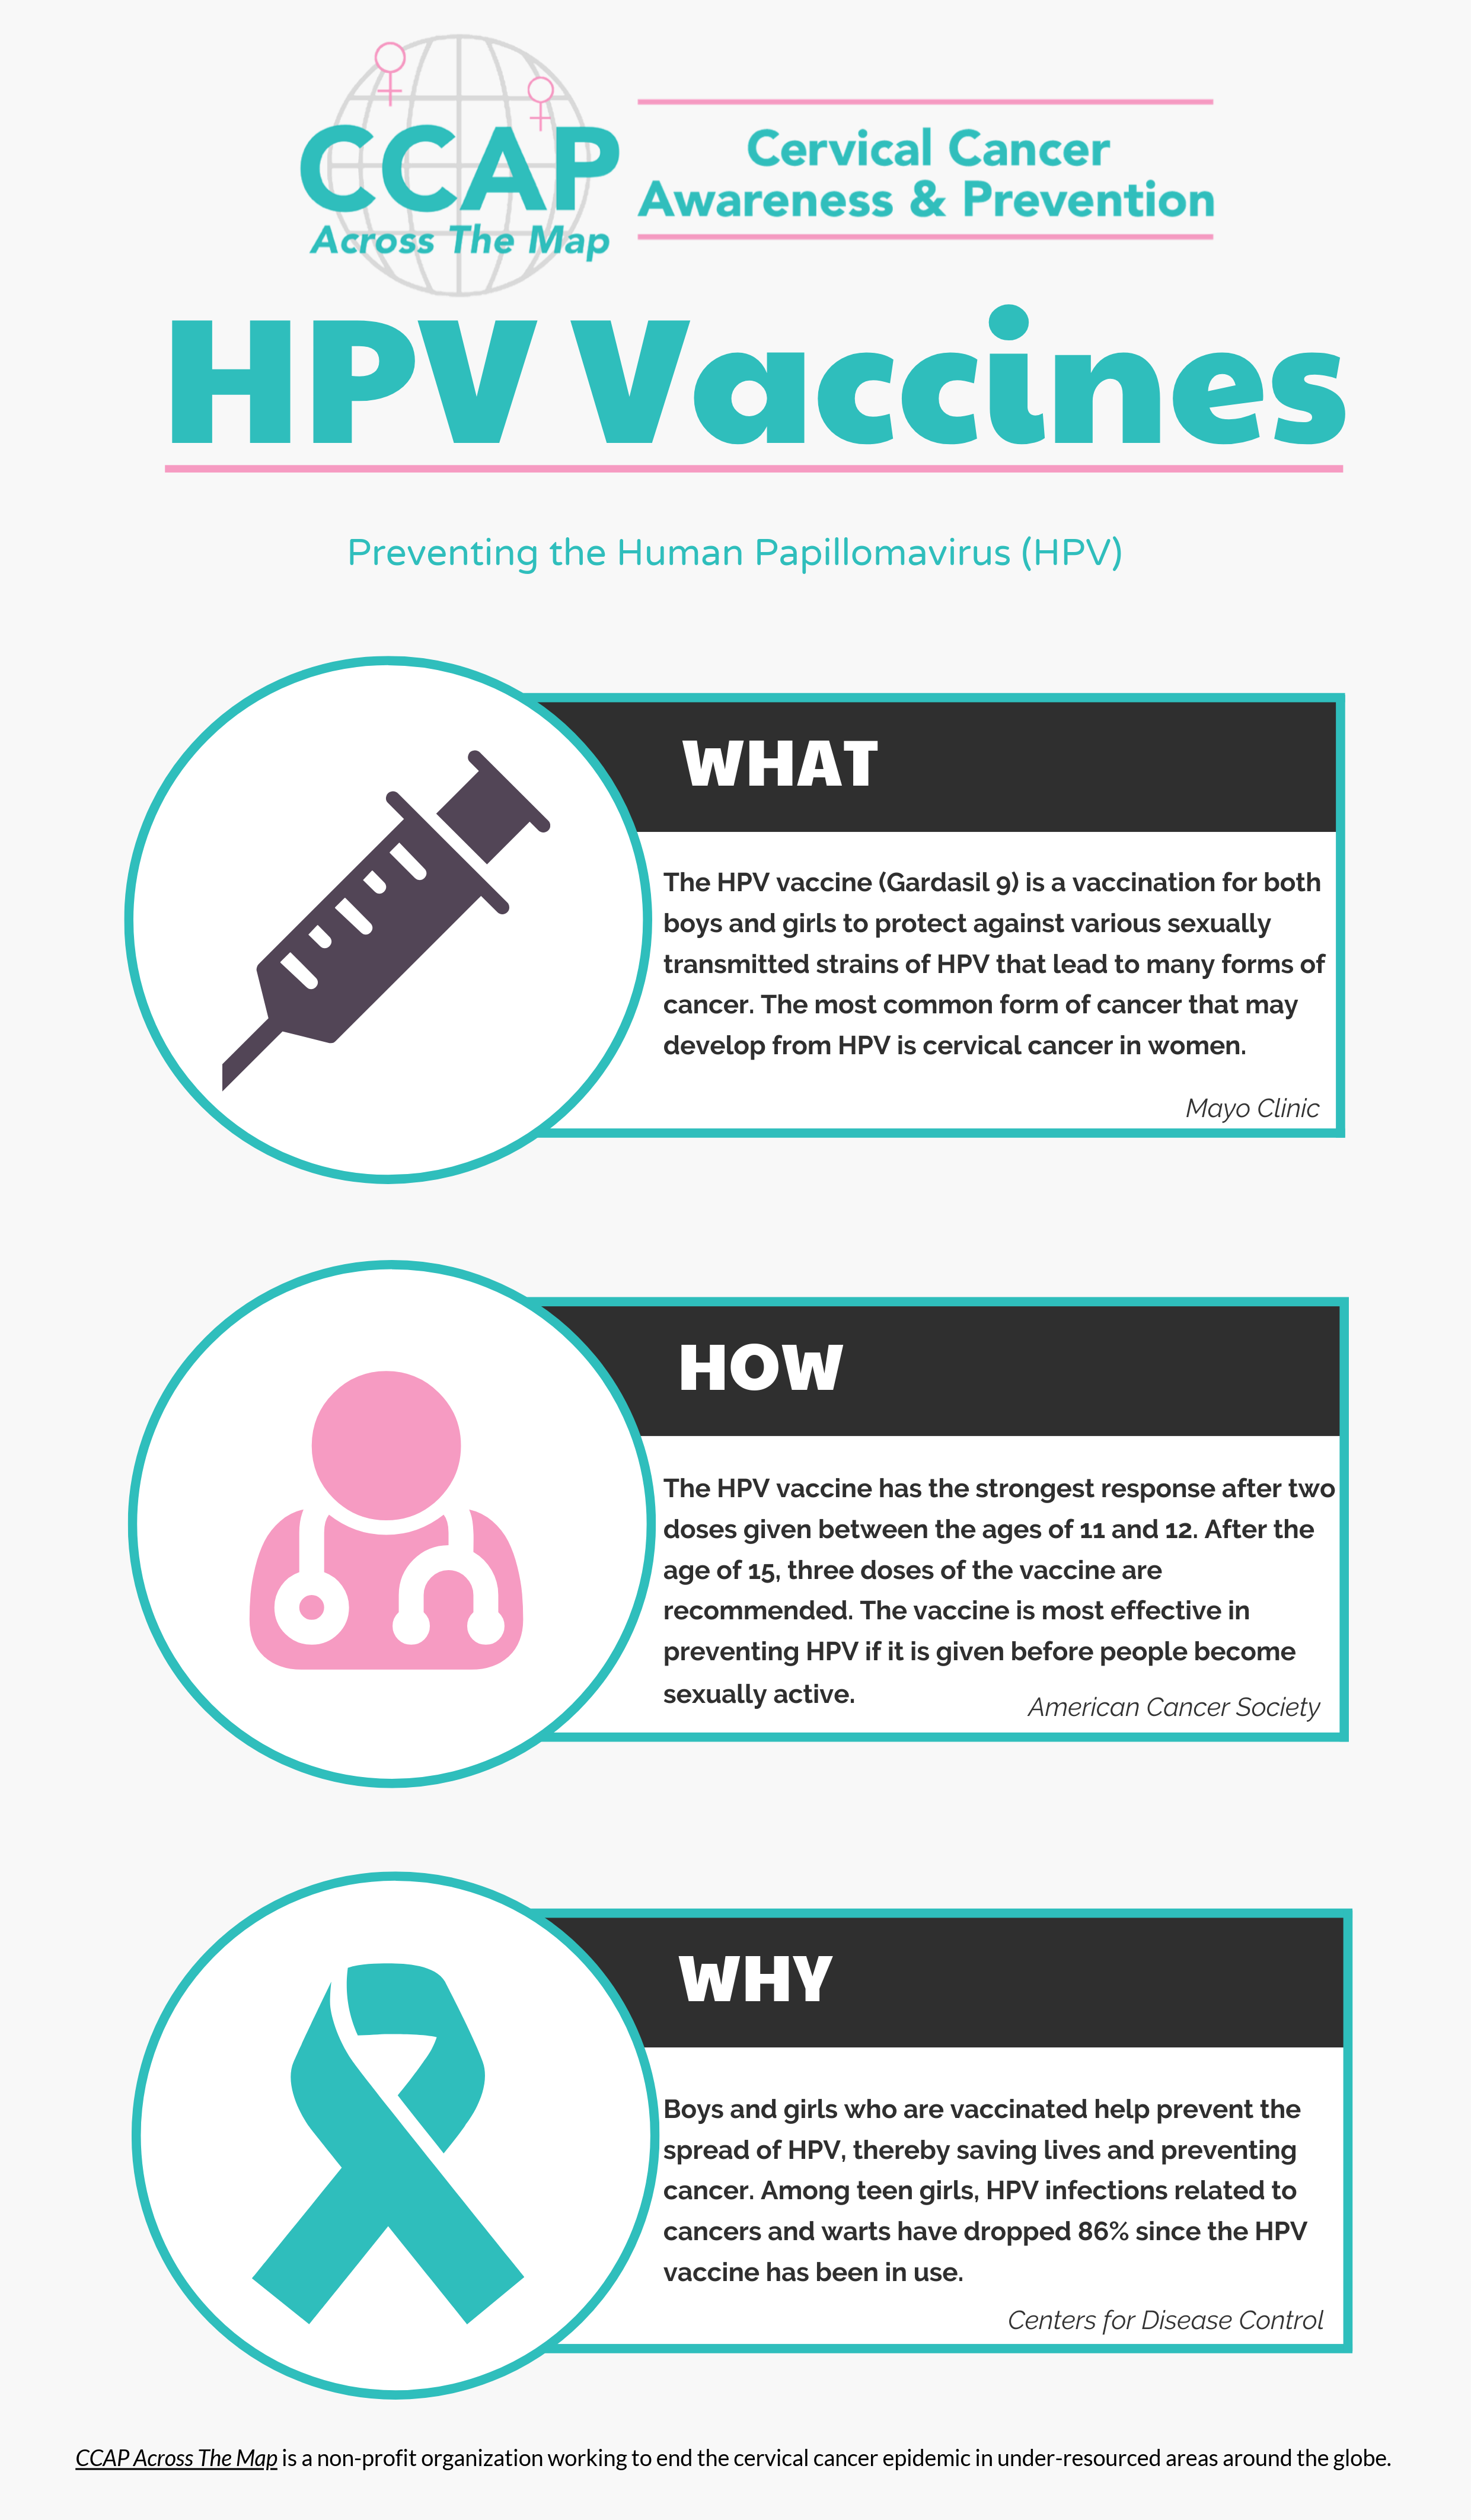 CCAP
Across The Map
Cervical Cancer
Awareness & Prevention
HPV Vaccines
Preventing the Human Papillomavirus (HPV)
WHAT
The HPV vaccine (Gardasil 9) is a vaccination for both
boys and girls to protect against various sexually
transmitted strains of HPV that lead to many forms of
cancer. The most common form of cancer that may
develop from HPV is cervical cancer in women.
Mayo Clinic
HOW
The HPV vaccine has the strongest response after two
doses given between the ages of 11 and 12. After the
age of 15, three doses of the vaccine are
recommended. The vaccine is most effective in
preventing HPV if it is given before people become
sexually active.
American Cancer Society
WHY
Boys and girls who are vaccinated help prevent the
spread of HPV, thereby saving lives and preventing
cancer. Among teen girls, HPV infections related to
cancers and warts have dropped 86% since the HPV
vaccine has been in use.
Centers for Disease Control
CCAP Across The Map is a non-profit organization working to end the cervical cancer epidemic in under-resourced areas around the globe.